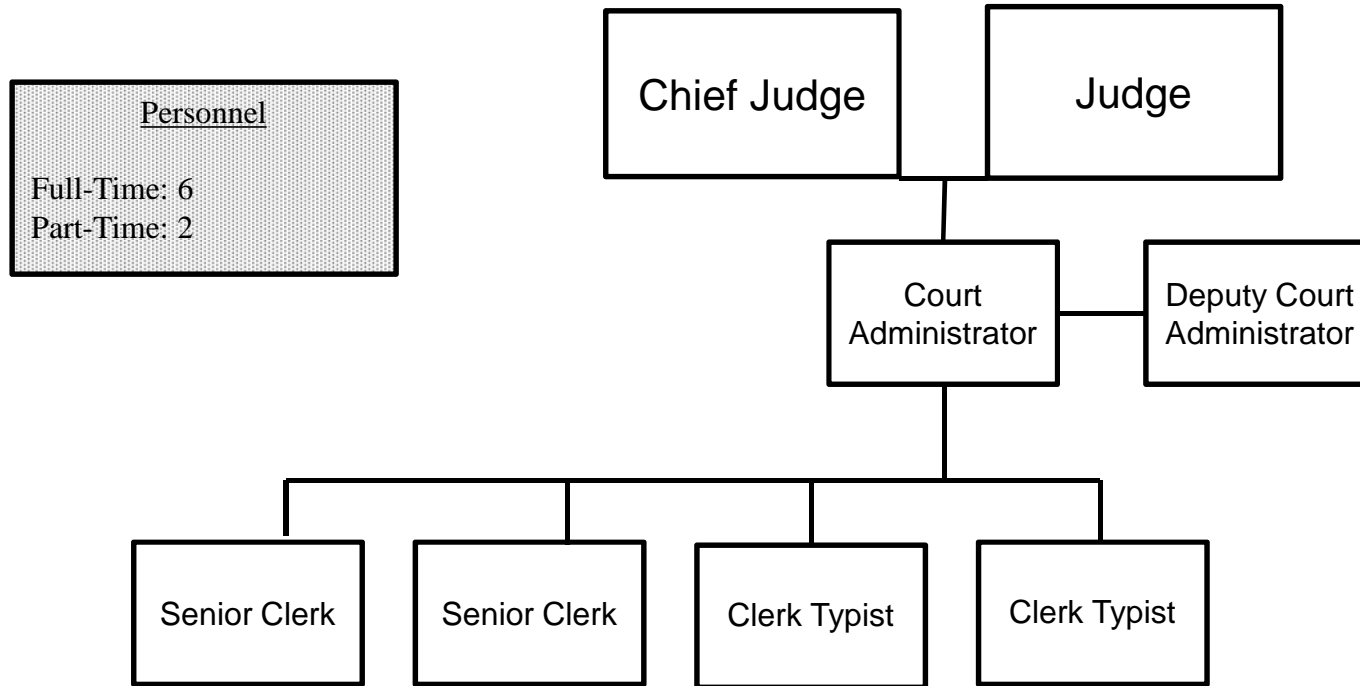 Personnel
Full-Time: 6
Part-Time: 2
Chief Judge
Judge
Court
Administrator
Deputy Court
Administrator
Senior Clerk
Senior Clerk
Clerk Typist
Clerk Typist